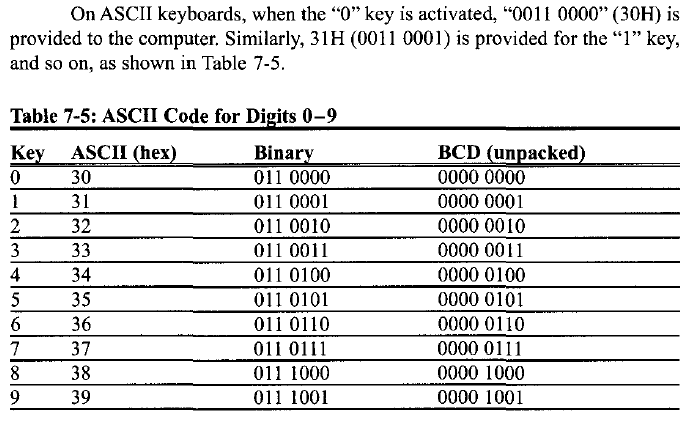 On ASCII keyboards, when the “0” key is activated, “0011 0000” (30H) is
provided to the computer. Similarly, 31H (0011 0001) is provided for the “1” key,
and so on, as shown in Table 7-5.
Table 7-5: ASCII Code for Digits 0–9
Key ASCII (hex) Binary BCD (unpacked)
0 30 011 0000 0000 0000
1 31 011 0001 0000 0001
2 32 011 0010 0000 0010
3 33 011 0011 0000 0011
4 34 011 0100 0000 0100
5 35 011 0101 0000 0101
6 36 011 0110 0000 0110
7 37 011 0111 0000 0111
8 38 011 1000 0000 1000
9 39 011 1001 0000 1001